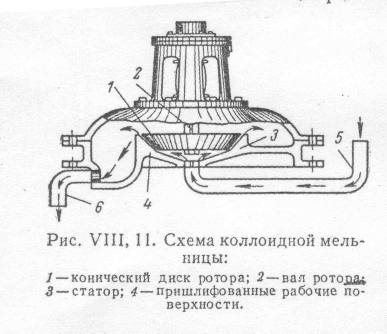 2
1
3
5
4
6
Рис. VIII, 11. Схема коллоидной мель-
ницы:
1—конический диск ротора; 2—вал ротора;
3—статор; 4—пришлифованные рабочие по-
верхности.